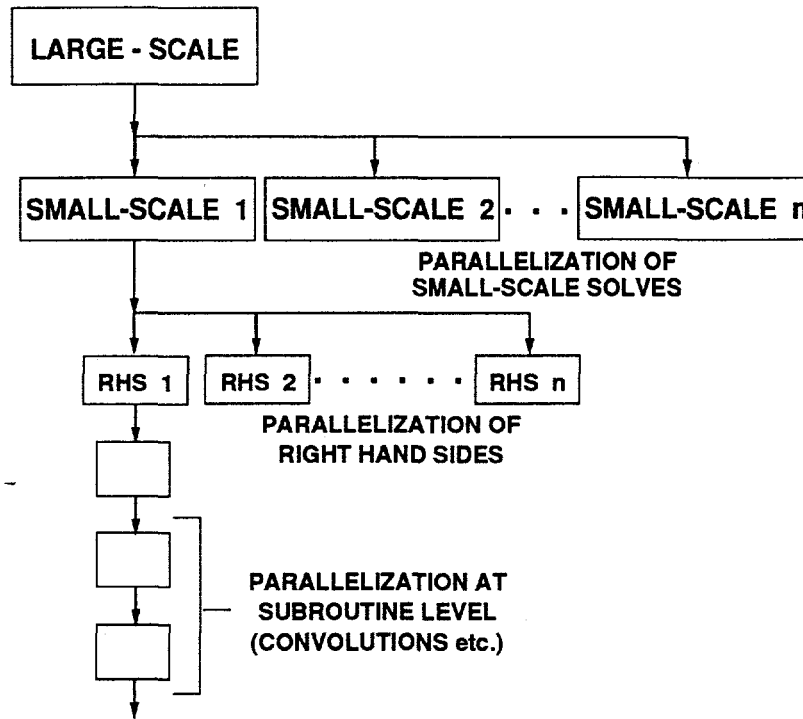 LARGE - SCALE
SMALL-SCALE 1
SMALL-SCALE 2 . . .
SMALL-SCALE n
PARALLELIZATION OF
SMALL-SCALE SOLVES
RHS 1
RHS 2 . . . . . .
RHS n
PARALLELIZATION OF
RIGHT HAND SIDES
PARALLELIZATION AT
SUBROUTINE LEVEL
(CONVOLUTIONS etc.)